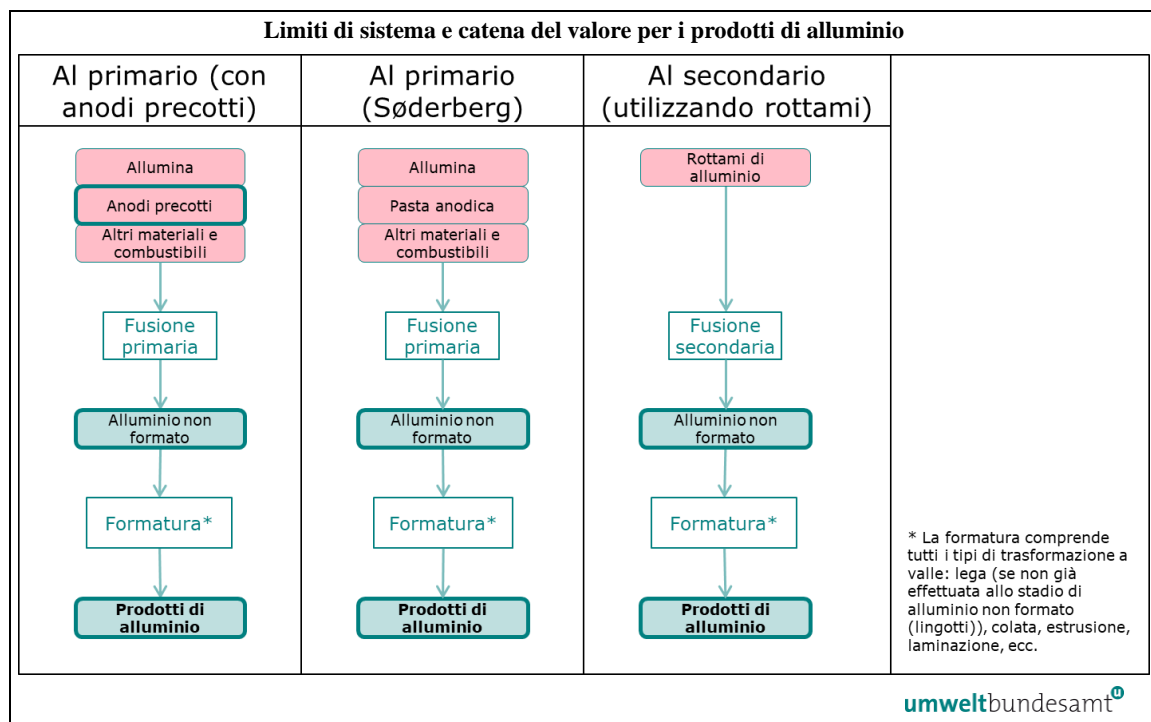 Limiti di sistema e catena del valore per i prodotti di alluminio
Al primario (con
anodi precotti)
Allumina
Anodi precotti
Altri materiali e
combustibili
Fusione
primaria
Alluminio non
formato
Formatura*
Prodotti di
alluminio
Al primario
(Søderberg)
Allumina
Pasta anodica
Altri materiali e
combustibili
Fusione
primaria
Alluminio non
formato
Formatura*
Prodotti di
alluminio
Al secondario
(utilizzando rottami)
Rottami di
alluminio
Fusione
secondaria
Alluminio non
formato
Formatura*
Prodotti di
alluminio
* La formatura comprende
tutti i tipi di trasformazione a
valle: lega (se non già
effettuata allo stadio di
alluminio non formato
(lingotti)), colata, estrusione,
laminazione, ecc.
umweltbundesamt u